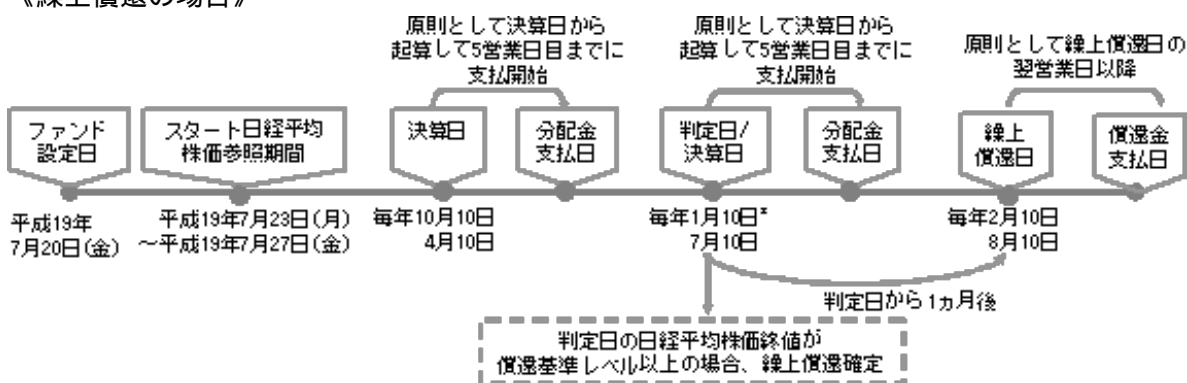 《繰上償還の場合》
原則として決算日から
起算して5営業日目までに
支払開始
原則として決算日から
起算して5営業日目までに
支払開始
原則として繰上償還日の
翌営業日以降
ファンド
設定日
スタート日経平均
株価参照期間
決算日
分配金
支払日
判定日/
決算日
分配金
支払日
繰上
償還日
償還金
支払日
平成19年
7月20日(金)
平成19年7月23日(月)
～平成19年7月27日(金)
毎年10月10日
4月10日
毎年1月10日*
7月10日
毎年2月10日
8月10日
判定日から1ヵ月後
判定日の日経平均株価終値が
償還基準レベル以上の場合、繰上償還確定